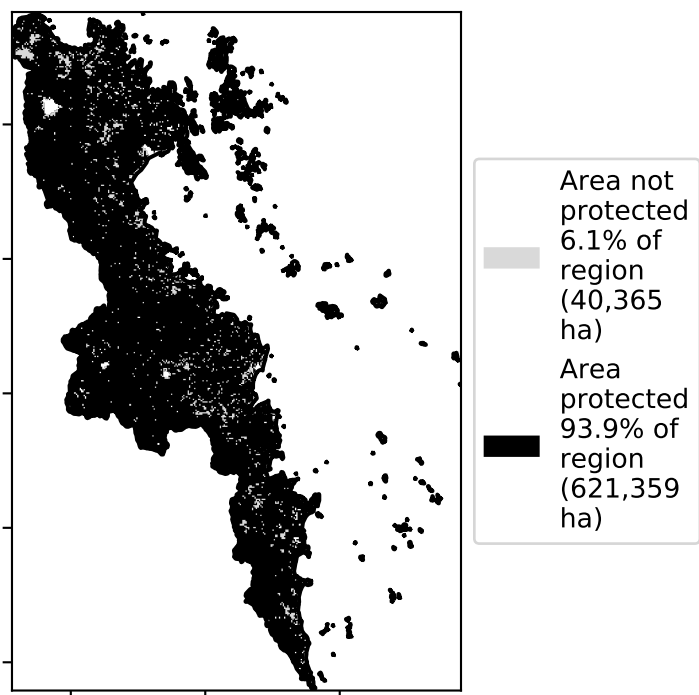 Area not
protected
6.1% of
region
(40,365
ha)
Area
protected
93.9% of
region
(621,359
ha)